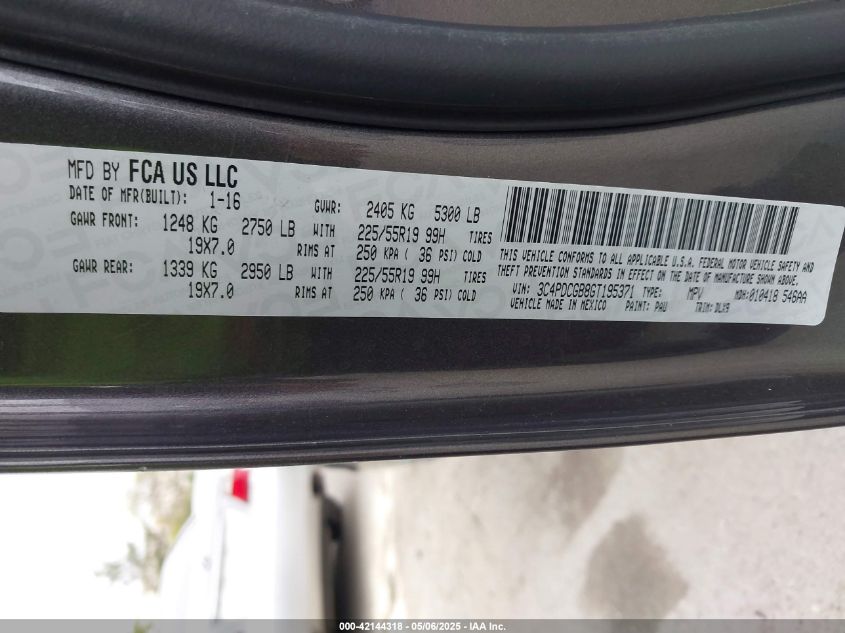 MFD BY FCA US LLC
DATE OF MFR(BUILT): 1-16 GVWR: 2405 KG 5300 LB
GAWR FRONT: 1248 KG 2750 LB WITH 225/55R19 99H TIRES
19X7.0 RIMS AT 250 KPA ( 36 PSI) COLD
GAWR REAR: 1339 KG 2950 LB WITH 225/55R19 99H TIRES
19X7.0 RIMS AT 250 KPA ( 36 PSI) COLD
THIS VEHICLE CONFORMS TO ALL APPLICABLE U.S.A. FEDERAL MOTOR VEHICLE SAFETY AND
THEFT PREVENTION STANDARDS IN EFFECT ON THE DATE OF MANUFACTURE SHOWN ABOVE.
VIN: 3C4PDCGB8GT195371 TYPE: MPV MDH: 010418 546AA
VEHICLE MADE IN MEXICO PAINT: PAU TRIM: DLX9
000-42144318 - 05/06/2025 - IAA Inc.